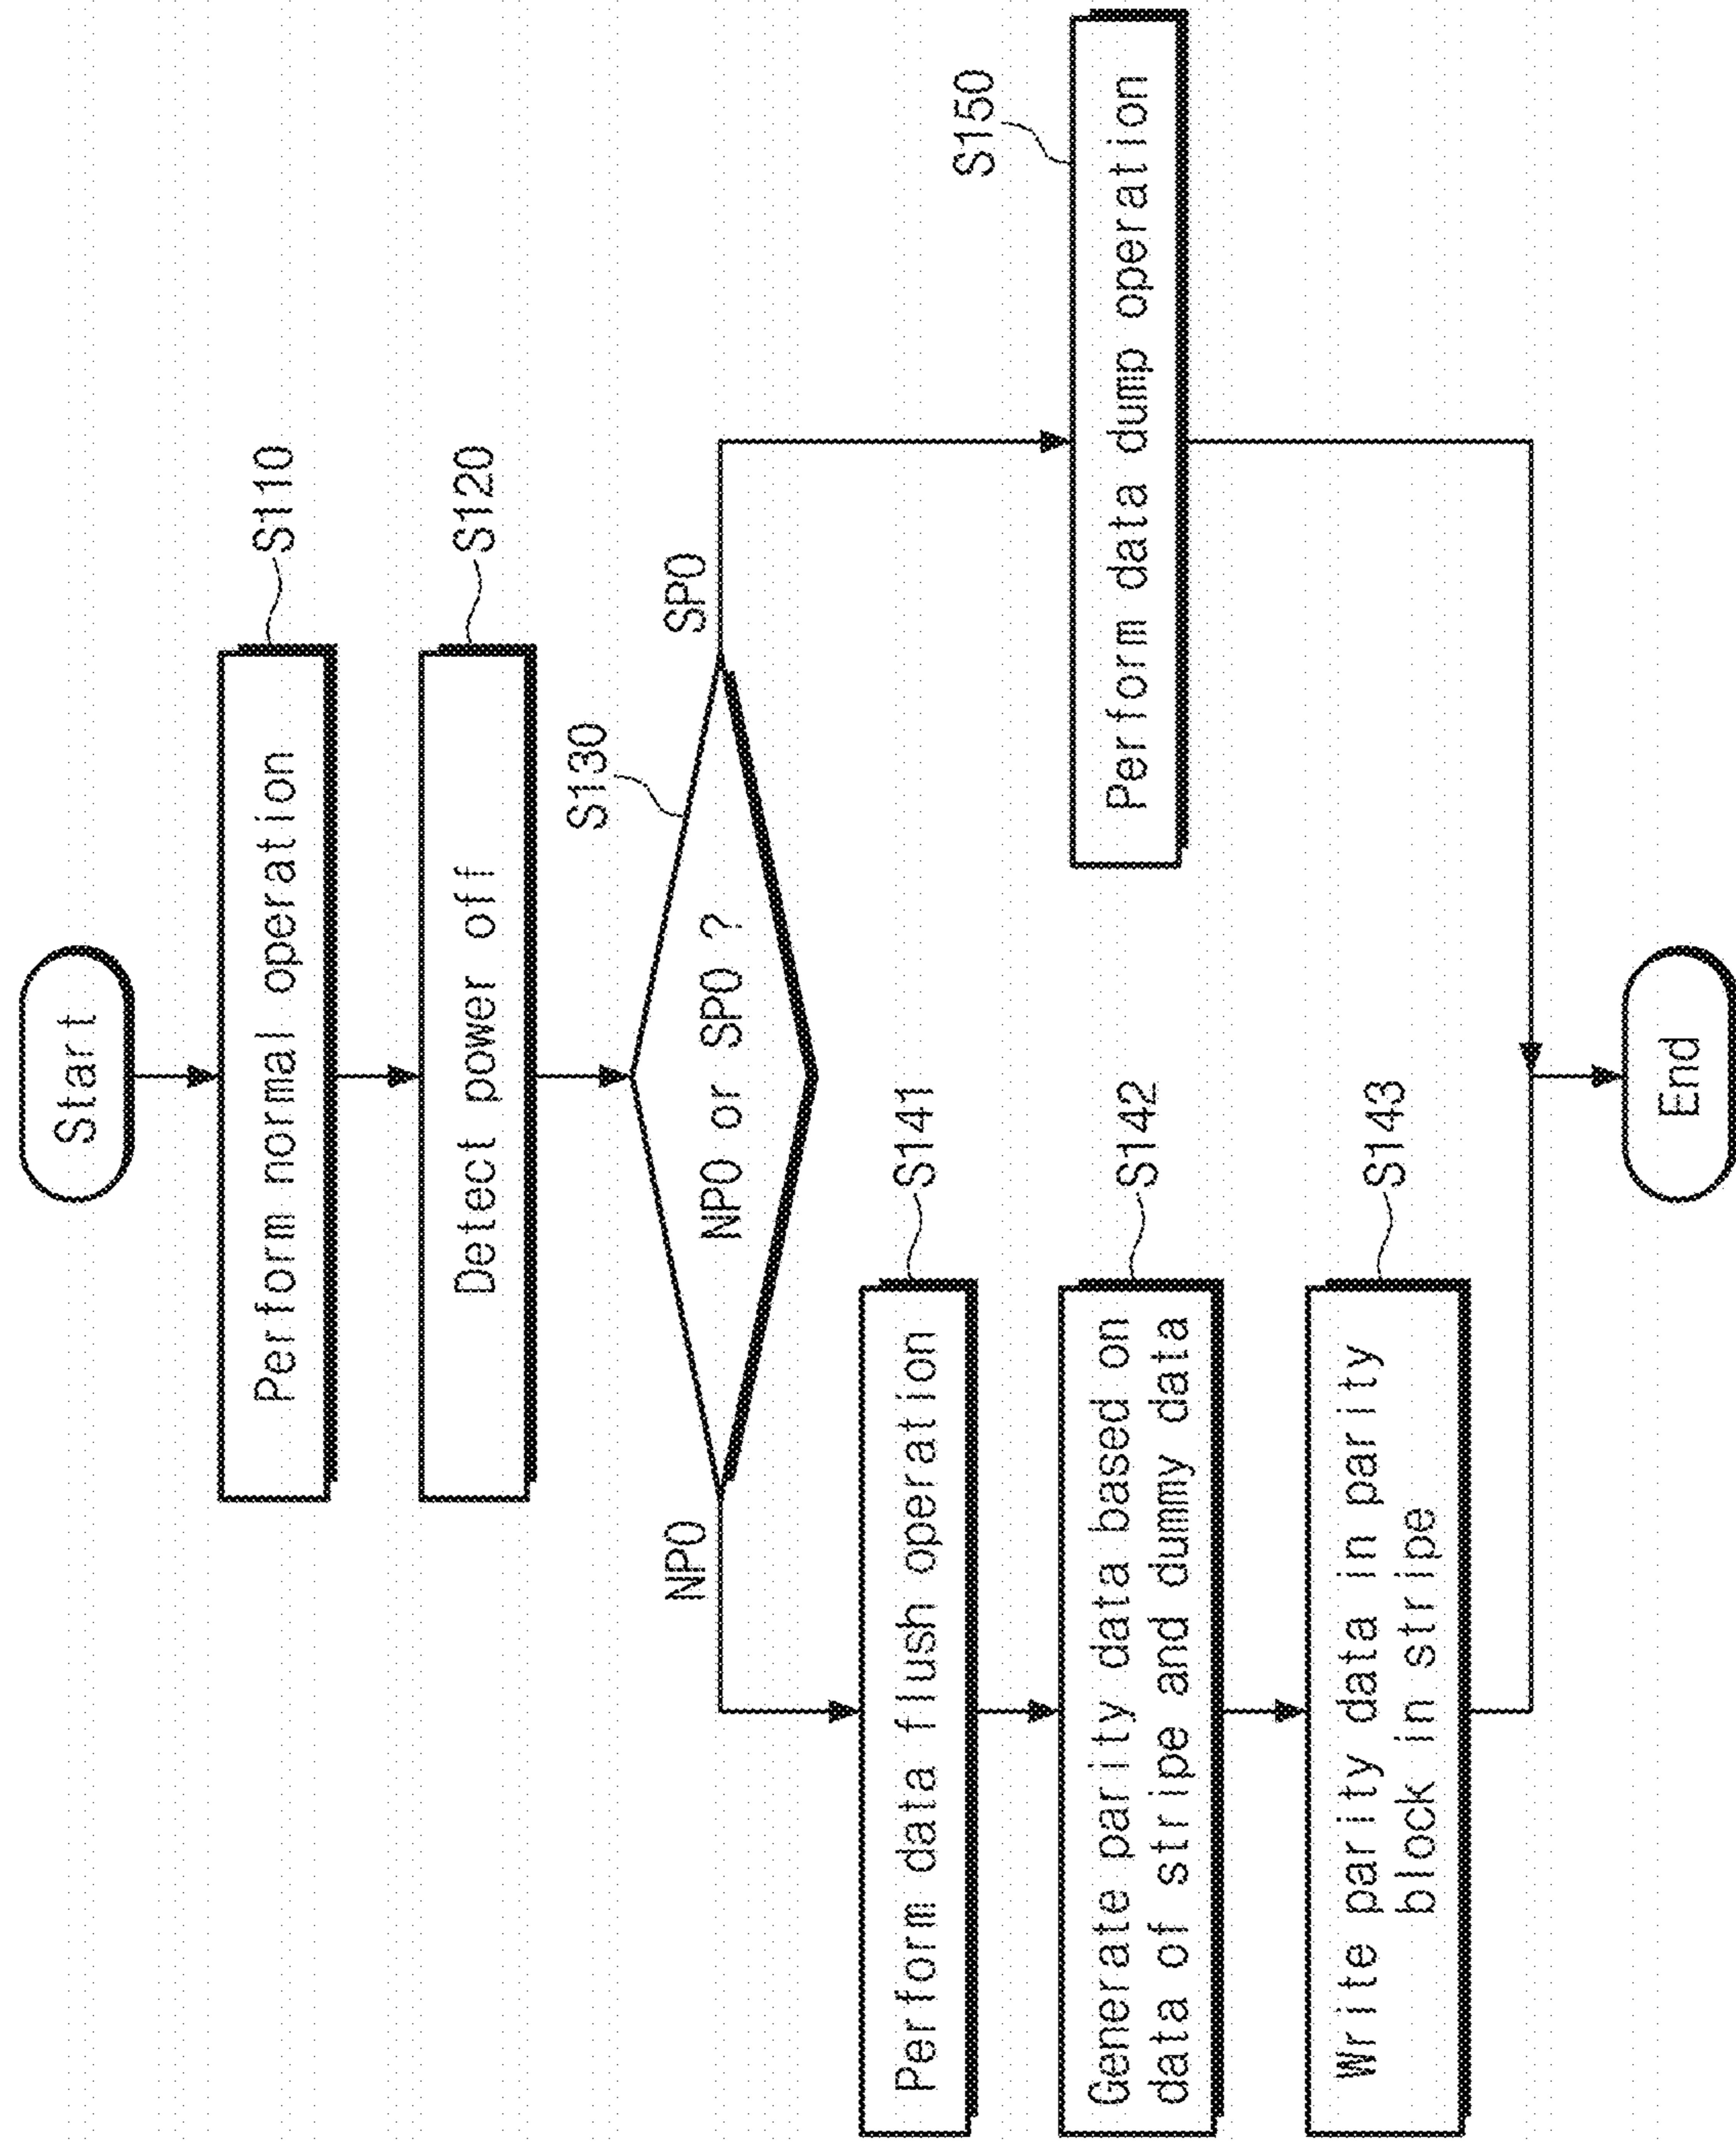 Start
Perform normal operation
S110
Detect power off
S120
S130
NPO or SPO ?
NPO
SPO
Perform data flush operation
S141
Generate parity data based on
data of stripe and dummy data
S142
Write parity data in parity
block in stripe
S143
Perform data dump operation
S150
End